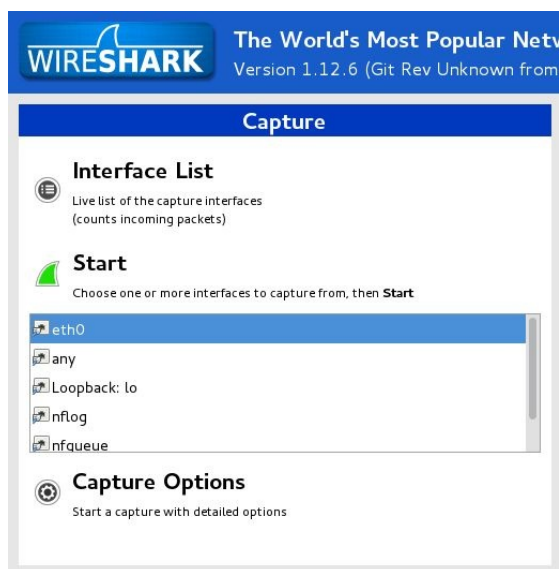 WIRESHARK
The World's Most Popular Netw
Version 1.12.6 (Git Rev Unknown from
Capture
Interface List
Live list of the capture interfaces
(counts incoming packets)
Start
Choose one or more interfaces to capture from, then Start
eth0
any
Loopback: lo
nflog
nfqueue
Capture Options
Start a capture with detailed options